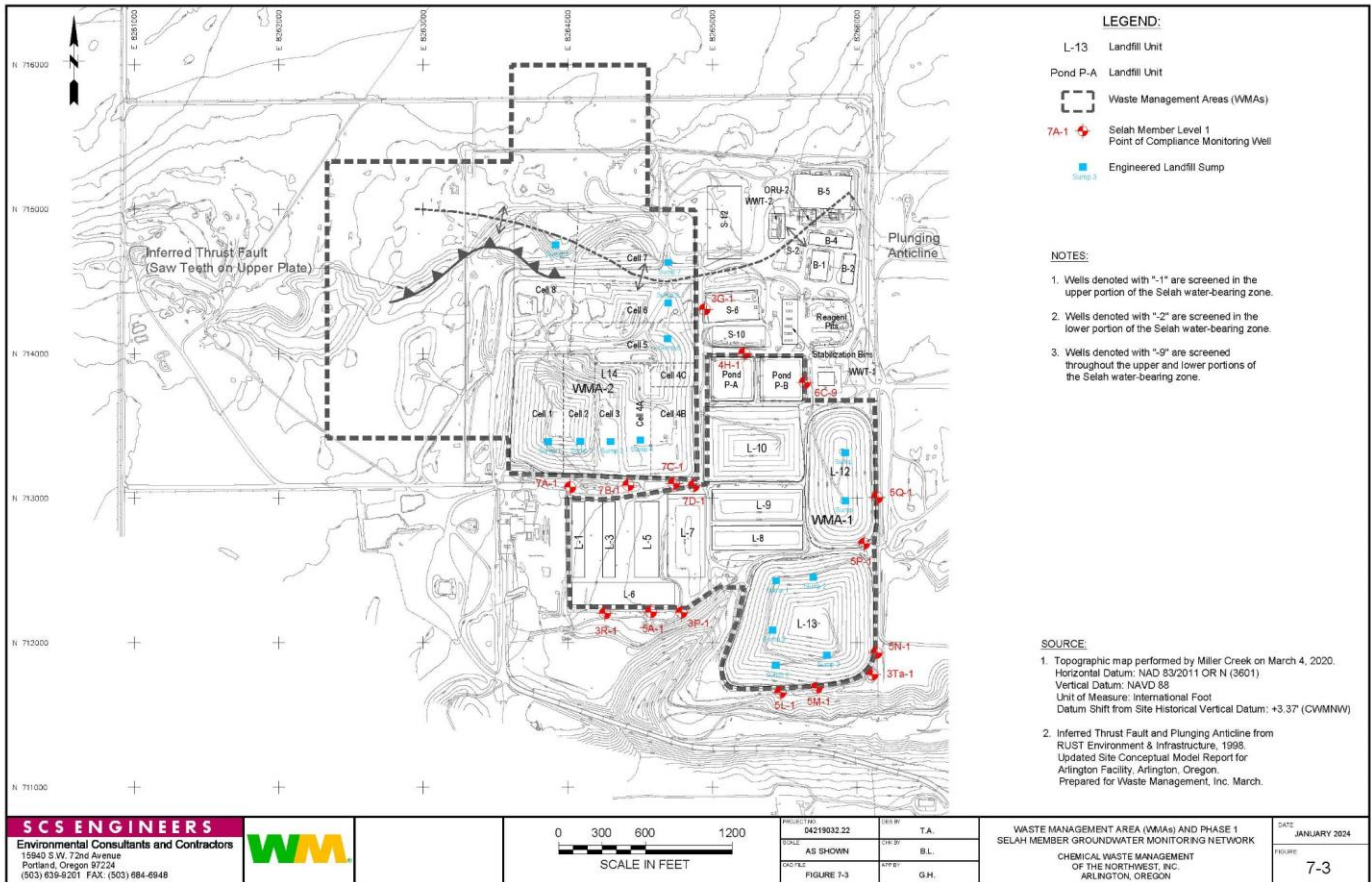 E 8261000
E 8262000
E 8263000
E 8264000
E 8265000
E 8266000
N 716000
N 715000
N 714000
N 713000
N 712000
N 711000
N
Inferred Thrust Fault
(Saw Teeth on Upper Plate)
Plunging
Anticline
ORU-2
WWT-2
B-5
S-12
B-4
S-2
B-1
B-2
Cell 7
Cell 8
Cell 6
Cell 5
3G-1
S-6
S-10
Reagent
Pits
Stabilization Bins
WWT-1
4H-1
Pond
P-A
Pond
P-B
6C-9
L14
WMA-2
Cell 4C
Cell 1
Cell 2
Cell 3
Cell 4A
Cell 4B
L-10
L-12
7C-1
7A-1
7B-1
7D-1
5Q-1
L-9
WMA-1
L-8
L-1
L-3
L-5
L-7
5P-1
L-6
3R-1
5A-1
3P-1
L-13
5N-1
3Ta-1
5L-1
5M-1
LEGEND:
L-13 Landfill Unit
Pond P-A Landfill Unit
Waste Management Areas (WMAs)
7A-1 Selah Member Level 1
Point of Compliance Monitoring Well
Sump 3 Engineered Landfill Sump
NOTES:
1. Wells denoted with "-1" are screened in the
upper portion of the Selah water-bearing zone.
2. Wells denoted with "-2" are screened in the
lower portion of the Selah water-bearing zone.
3. Wells denoted with "-9" are screened
throughout the upper and lower portions of
the Selah water-bearing zone.
SOURCE:
1. Topographic map performed by Miller Creek on March 4, 2020.
Horizontal Datum: NAD 83/2011 OR N (3601)
Vertical Datum: NAVD 88
Unit of Measure: International Foot
Datum Shift from Site Historical Vertical Datum: +3.37' (CWMNW)
2. Inferred Thrust Fault and Plunging Anticline from
RUST Environment & Infrastructure, 1998.
Updated Site Conceptual Model Report for
Arlington Facility, Arlington, Oregon.
Prepared for Waste Management, Inc. March.
SCS ENGINEERS
Environmental Consultants and Contractors
15940 S.W. 72nd Avenue
Portland, Oregon 97224
(503) 639-9201 FAX: (503) 684-6948
WM
0 300 600 1200
SCALE IN FEET
PROJECT NO.
04219032.22
DES BY
T.A.
SCALE
AS SHOWN
CHK BY
B.L.
CAD FILE
FIGURE 7-3
APP BY
G.H.
WASTE MANAGEMENT AREA (WMAs) AND PHASE 1
SELAH MEMBER GROUNDWATER MONITORING NETWORK
CHEMICAL WASTE MANAGEMENT
OF THE NORTHWEST, INC.
ARLINGTON, OREGON
DATE
JANUARY 2024
FIGURE
7-3